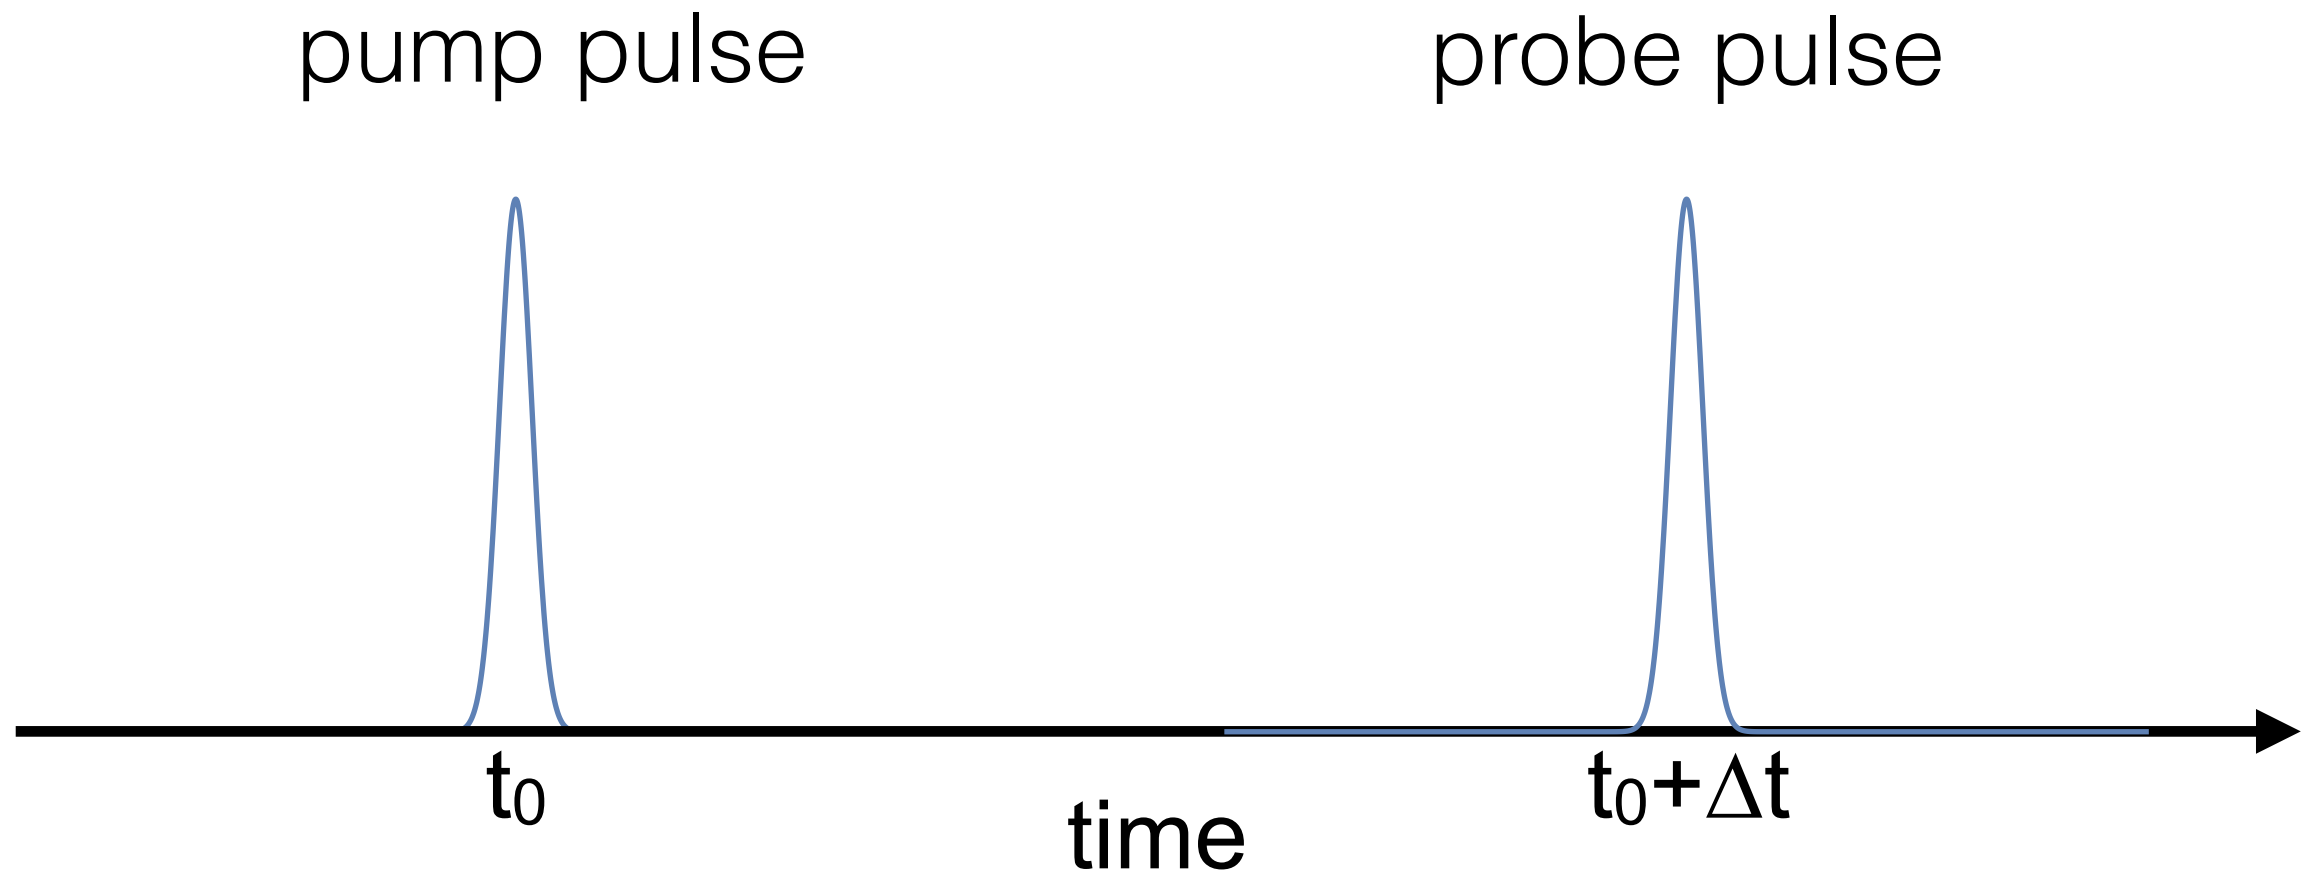 pump pulse
probe pulse
t₀
t₀+Δt
time